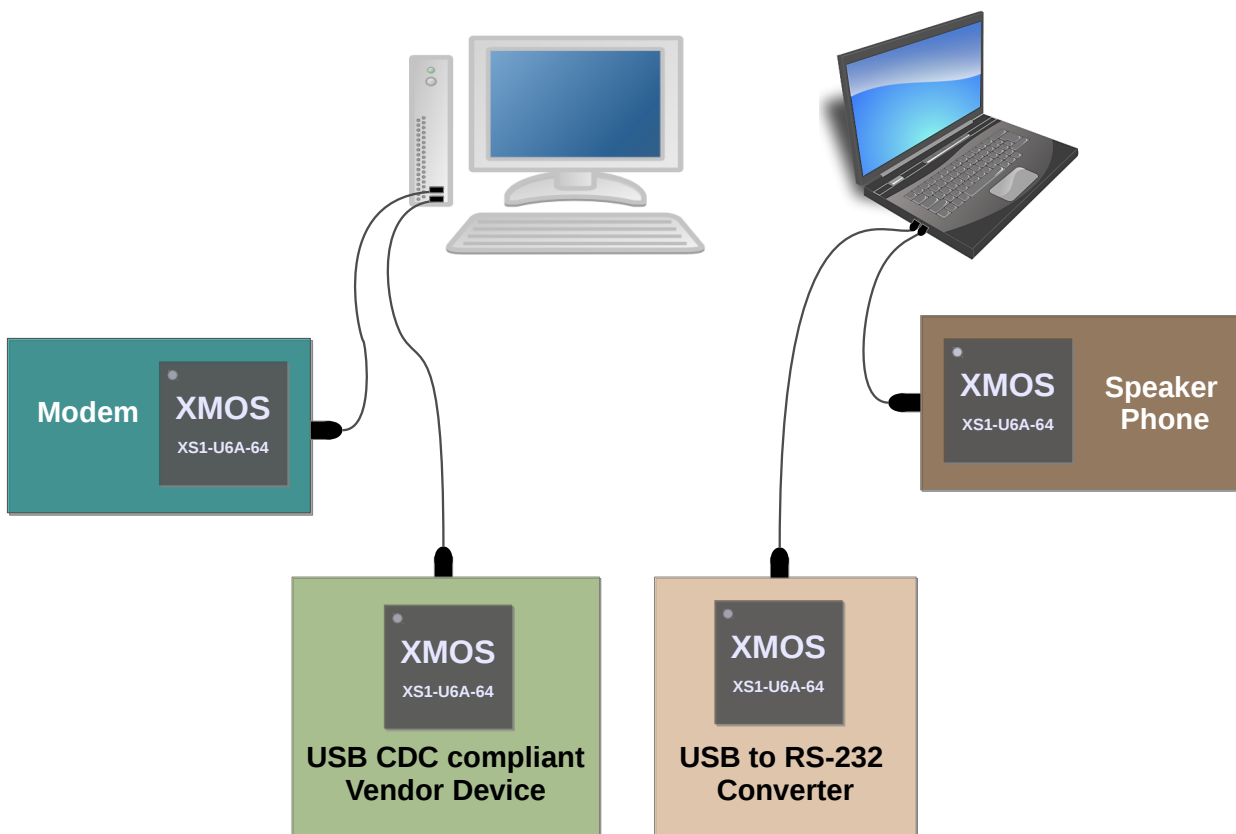 Modem
XMOS
XS1-U6A-64
XMOS
XS1-U6A-64
Speaker
Phone
XMOS
XS1-U6A-64
USB CDC compliant
Vendor Device
XMOS
XS1-U6A-64
USB to RS-232
Converter